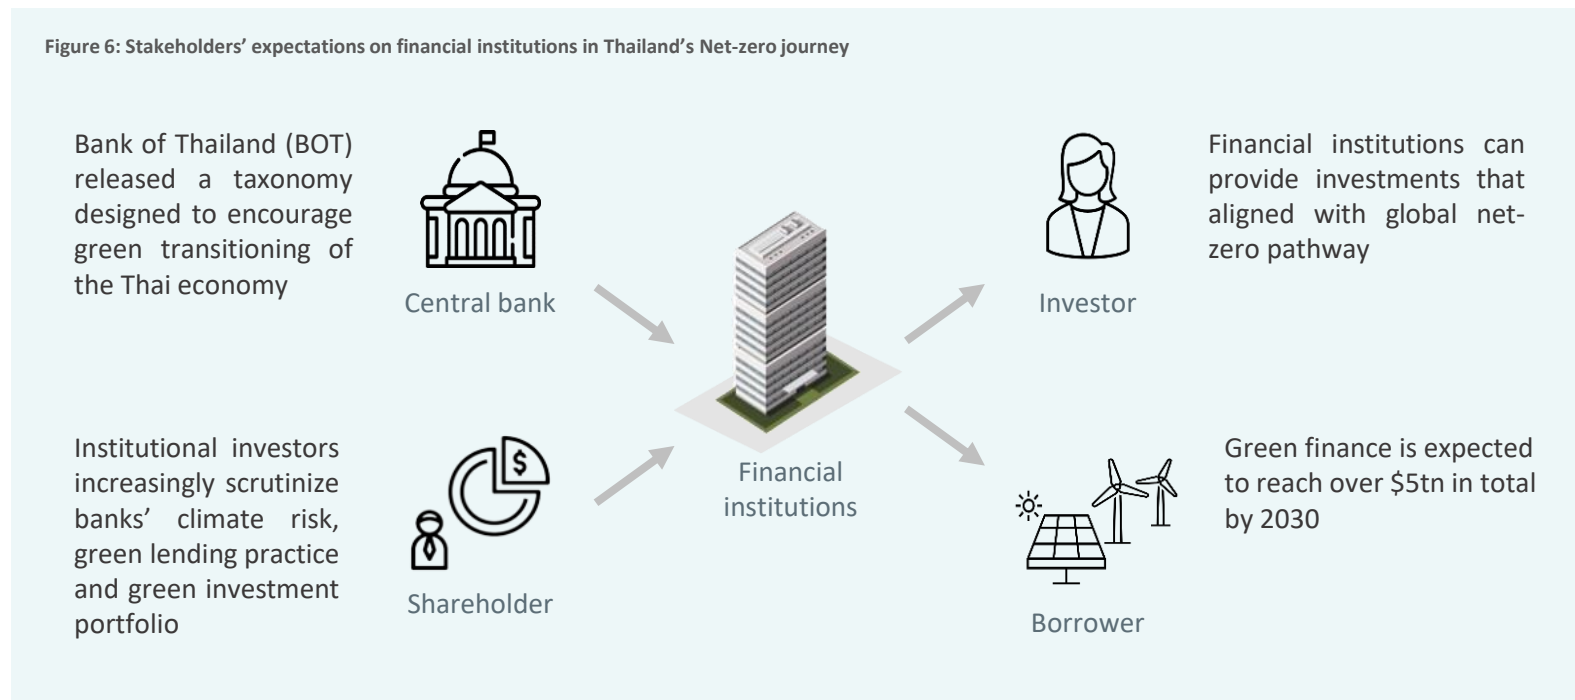 Figure 6: Stakeholders’ expectations on financial institutions in Thailand’s Net-zero journey
Bank of Thailand (BOT)
released a taxonomy
designed to encourage
green transitioning of
the Thai economy
Central bank
Institutional investors
increasingly scrutinize
banks’ climate risk,
green lending practice
and green investment
portfolio
$
Shareholder
Financial
institutions
Investor
Financial institutions can
provide investments that
aligned with global net-
zero pathway
Borrower
Green finance is expected
to reach over $5tn in total
by 2030